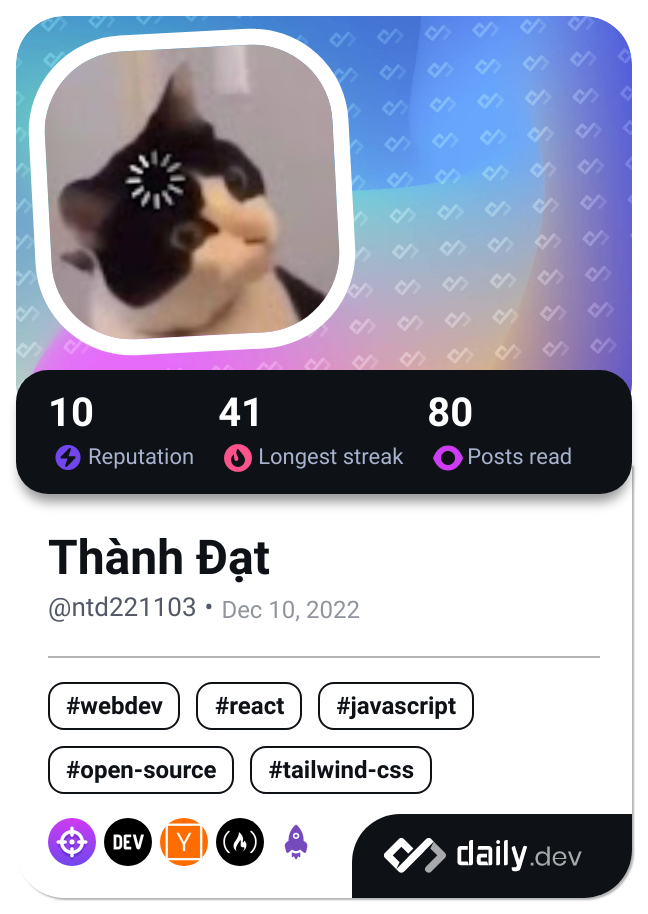 10 41 80
Reputation Longest streak Posts read
Thành Đạt
@ntd221103 • Dec 10, 2022
#webdev #react #javascript
#open-source #tailwind-css
DEV Y daily.dev